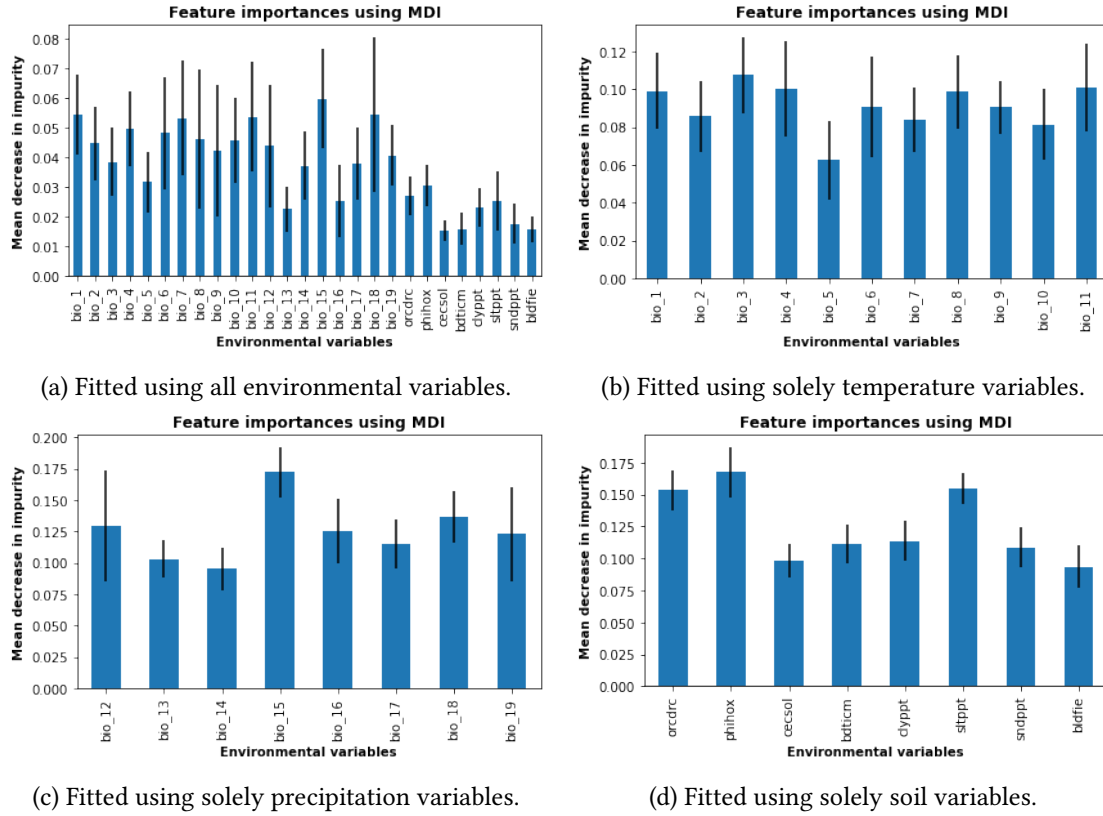 Feature importances using MDI
Mean decrease in impurity
0.08
0.07
0.06
0.05
0.04
0.03
0.02
0.01
0.00
bio_1
bio_2
bio_3
bio_4
bio_5
bio_6
bio_7
bio_8
bio_9
bio_10
bio_11
bio_12
bio_13
bio_14
bio_15
bio_16
bio_17
bio_18
bio_19
orcdrc
phihox
cecsol
bdticm
clyppt
sltppt
sndppt
bldfie
Environmental variables
(a) Fitted using all environmental variables.
Feature importances using MDI
Mean decrease in impurity
0.12
0.10
0.08
0.06
0.04
0.02
0.00
bio_1
bio_2
bio_3
bio_4
bio_5
bio_6
bio_7
bio_8
bio_9
bio_10
bio_11
Environmental variables
(b) Fitted using solely temperature variables.
Feature importances using MDI
Mean decrease in impurity
0.200
0.175
0.150
0.125
0.100
0.075
0.050
0.025
0.000
bio_12
bio_13
bio_14
bio_15
bio_16
bio_17
bio_18
bio_19
Environmental variables
(c) Fitted using solely precipitation variables.
Feature importances using MDI
Mean decrease in impurity
0.175
0.150
0.125
0.100
0.075
0.050
0.025
0.000
orcdrc
phihox
cecsol
bdticm
clyppt
sltppt
sndppt
bldfie
Environmental variables
(d) Fitted using solely soil variables.